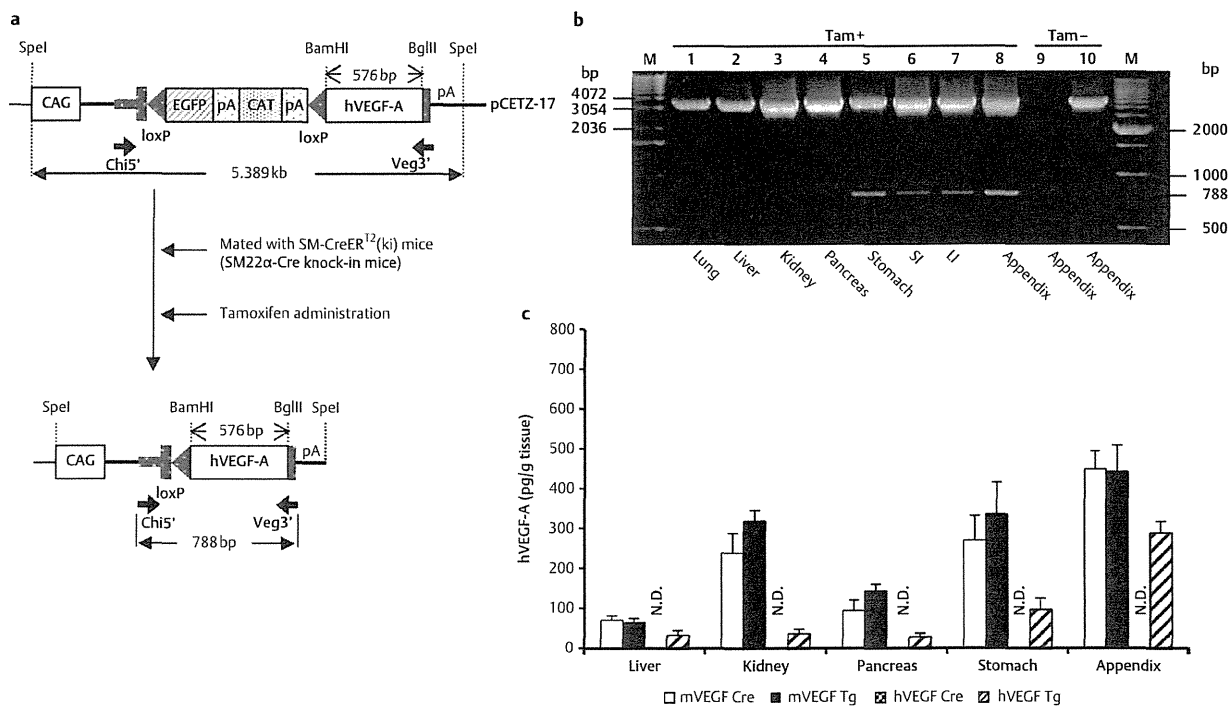 a
SpeI
BamHI
BglII
SpeI
576 bp
CAG
EGFP
pA
CAT
pA
hVEGF-A
pA
pCETZ-17
loxP
loxP
Chi5'
Veg3'
5.389 kb
Mated with SM-CreER^T2(ki) mice
(SM22α-Cre knock-in mice)
Tamoxifen administration
SpeI
BamHI
BglII
SpeI
576 bp
CAG
hVEGF-A
pA
loxP
Chi5'
Veg3'
788 bp
b
Tam+
Tam−
M 1 2 3 4 5 6 7 8 9 10 M
bp
bp
4072
3054
2036
2000
1000
788
500
Lung
Liver
Kidney
Pancreas
Stomach
SI
LI
Appendix
Appendix
Appendix
c
hVEGF-A (pg/g tissue)
800
700
600
500
400
300
200
100
0
N.D.
N.D.
N.D.
N.D.
N.D.
Liver
Kidney
Pancreas
Stomach
Appendix
mVEGF Cre
mVEGF Tg
hVEGF Cre
hVEGF Tg